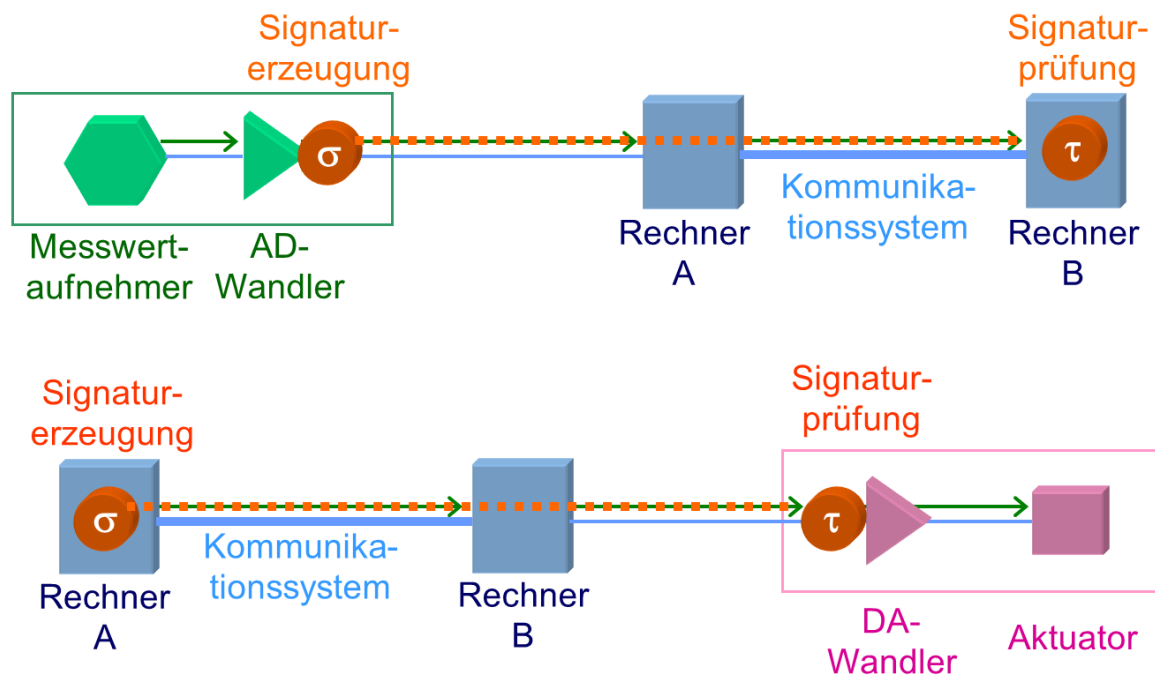 Signatur-
erzeugung
Signatur-
prüfung
σ
τ
Kommunika-
tionssystem
Messwert-
aufnehmer
AD-
Wandler
Rechner
A
Rechner
B
Signatur-
erzeugung
Signatur-
prüfung
σ
τ
Kommunika-
tionssystem
Rechner
A
Rechner
B
DA-
Wandler
Aktuator